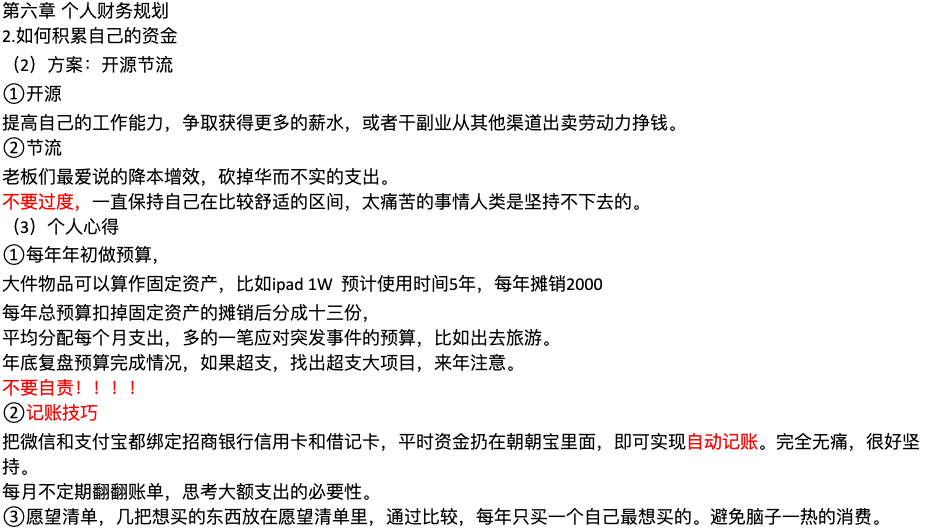 第六章 个人财务规划
2.如何积累自己的资金
（2）方案：开源节流
①开源
提高自己的工作能力，争取获得更多的薪水，或者干副业从其他渠道出卖劳动力挣钱。
②节流
老板们最爱说的降本增效，砍掉华而不实的支出。
不要过度，一直保持自己在比较舒适的区间，太痛苦的事情人类是坚持不下去的。
（3）个人心得
①每年年初做预算，
大件物品可以算作固定资产，比如ipad 1W 预计使用时间5年，每年摊销2000
每年总预算扣掉固定资产的摊销后分成十三份，
平均分配每个月支出，多的一笔应对突发事件的预算，比如出去旅游。
年底复盘预算完成情况，如果超支，找出超支大项目，来年注意。
不要自责！！！！
②记账技巧
把微信和支付宝都绑定招商银行信用卡和借记卡，平时资金扔在朝朝宝里面，即可实现自动记账。完全无痛，很好坚
持。
每月不定期翻翻账单，思考大额支出的必要性。
③愿望清单，几把想买的东西放在愿望清单里，通过比较，每年只买一个自己最想买的。避免脑子一热的消费。